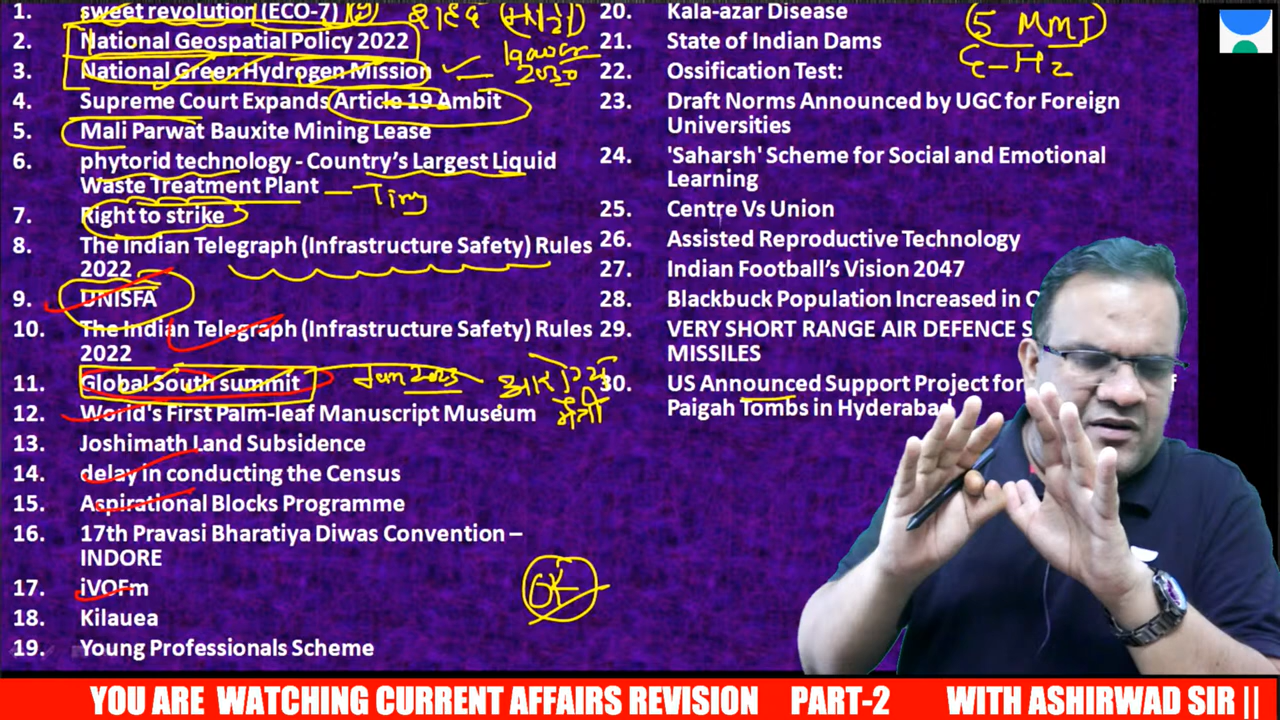 1. sweet revolution (ECO-7)
2. National Geospatial Policy 2022
3. National Green Hydrogen Mission
2030
4. Supreme Court Expands Article 19 Ambit
5. Mali Parwat Bauxite Mining Lease
6. phytorid technology - Country's Largest Liquid
Waste Treatment Plant – Tiny
7. Right to strike
8. The Indian Telegraph (Infrastructure Safety) Rules
2022
9. UNISFA
10. The Indian Telegraph (Infrastructure Safety) Rules
2022
11. Global South summit Jan 2023
12. World's First Palm-leaf Manuscript Museum
13. Joshimath Land Subsidence
14. delay in conducting the Census
15. Aspirational Blocks Programme
16. 17th Pravasi Bharatiya Diwas Convention –
INDORE
17. iVOFm
18. Kilauea
19. Young Professionals Scheme
OK
20. Kala-azar Disease
5 MMT
21. State of Indian Dams
G-H2
22. Ossification Test:
23. Draft Norms Announced by UGC for Foreign
Universities
24. 'Saharsh' Scheme for Social and Emotional
Learning
25. Centre Vs Union
26. Assisted Reproductive Technology
27. Indian Football's Vision 2047
28. Blackbuck Population Increased in
29. VERY SHORT RANGE AIR DEFENCE
MISSILES
30. US Announced Support Project for
Paigah Tombs in Hyderabad
YOU ARE WATCHING CURRENT AFFAIRS REVISION PART-2 WITH ASHIRWAD SIR ||